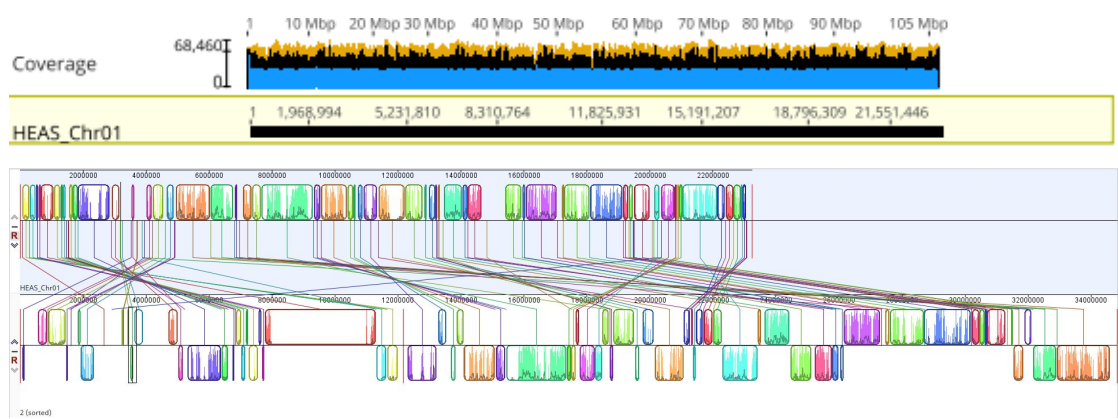 1 10 Mbp 20 Mbp 30 Mbp 40 Mbp 50 Mbp 60 Mbp 70 Mbp 80 Mbp 90 Mbp 105 Mbp
68,460
Coverage
0
1 1,968,994 5,231,810 8,310,764 11,825,931 15,191,207 18,796,309 21,551,446
HEAS_Chr01
2000000 4000000 6000000 8000000 10000000 12000000 14000000 16000000 18000000 20000000 22000000
R
HEAS_Chr01
2000000 4000000 8000000 10000000 12000000 14000000 16000000 20000000 30000000 32000000 34000000
R
2 (sorted)